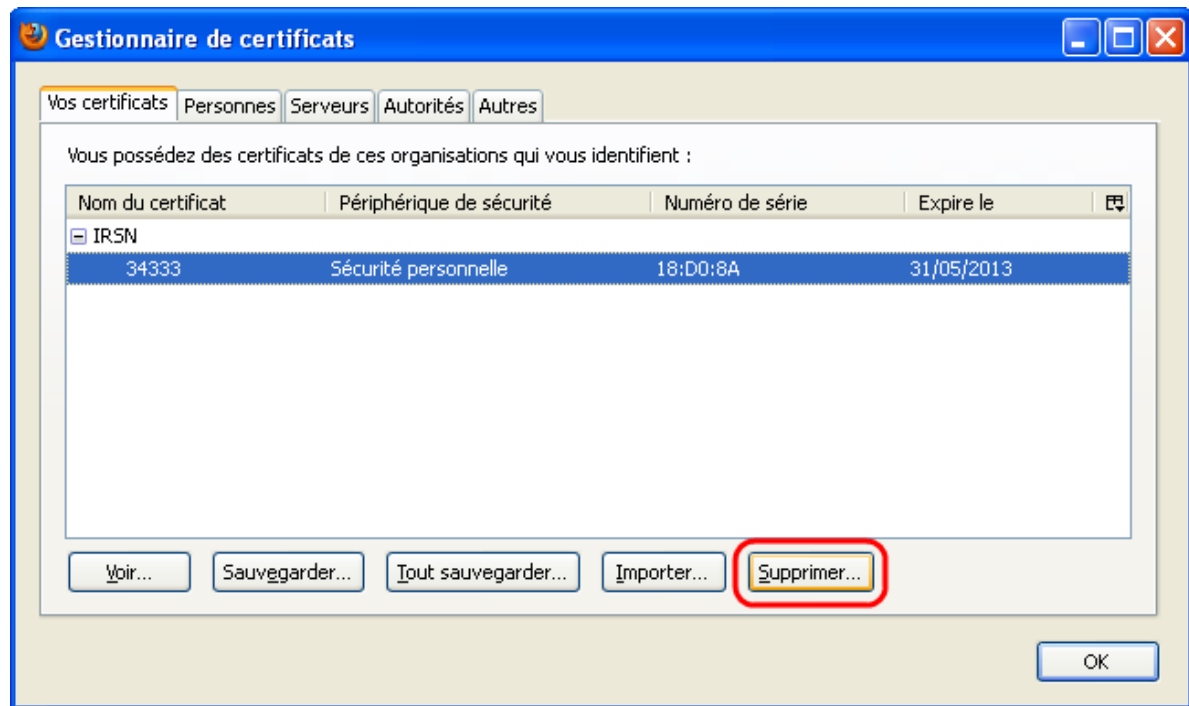 Gestionnaire de certificats
Vos certificats Personnes Serveurs Autorités Autres
Vous possédez des certificats de ces organisations qui vous identifient :
Nom du certificat Périphérique de sécurité Numéro de série Expire le
IRSN
34333 Sécurité personnelle 18:D0:8A 31/05/2013
Voir... Sauvegarder... Tout sauvegarder... Importer... Supprimer...
OK